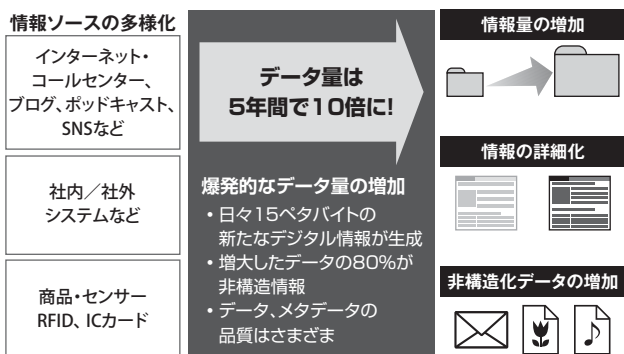 情報ソースの多様化
インターネット・
コールセンター、
ブログ、ポッドキャスト、
SNSなど
社内／社外
システムなど
商品・センサー
RFID、ICカード
データ量は
5年間で10倍に!
爆発的なデータ量の増加
・日々15ペタバイトの
新たなデジタル情報が生成
・増大したデータの80%が
非構造情報
・データ、メタデータの
品質はさまざま
情報量の増加
情報の詳細化
非構造化データの増加